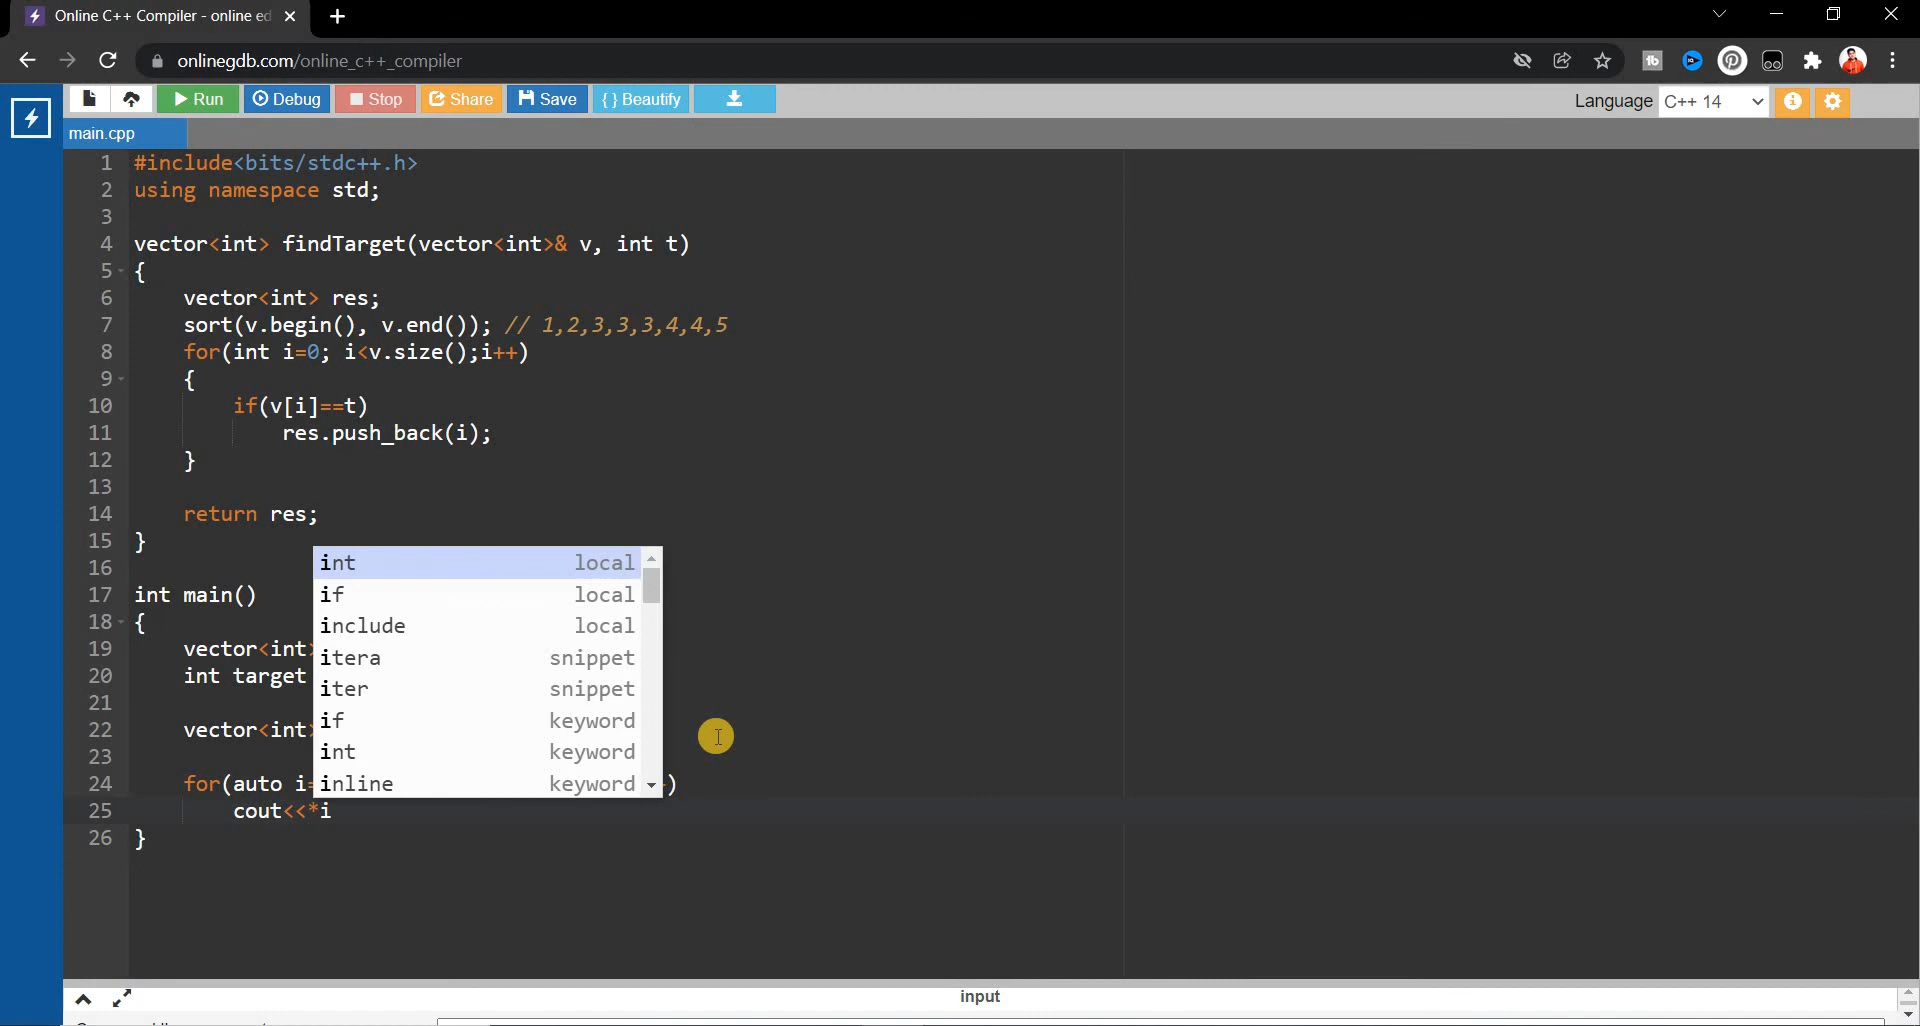 Online C++ Compiler - online ed
onlinegdb.com/online_c++_compiler
Run Debug Stop Share Save { } Beautify Language C++ 14
main.cpp
1 #include<bits/stdc++.h>
2 using namespace std;
3
4 vector<int> findTarget(vector<int>& v, int t)
5 {
6 vector<int> res;
7 sort(v.begin(), v.end()); // 1,2,3,3,3,4,4,5
8 for(int i=0; i<v.size();i++)
9 {
10 if(v[i]==t)
11 res.push_back(i);
12 }
13
14 return res;
15 }
16
17 int main()
18 {
19 vector<int>
20 int target
21
22 vector<int>
23
24 for(auto i= )
25 cout<<*i
26 }
int local
if local
include local
itera snippet
iter snippet
if keyword
int keyword
inline keyword
input